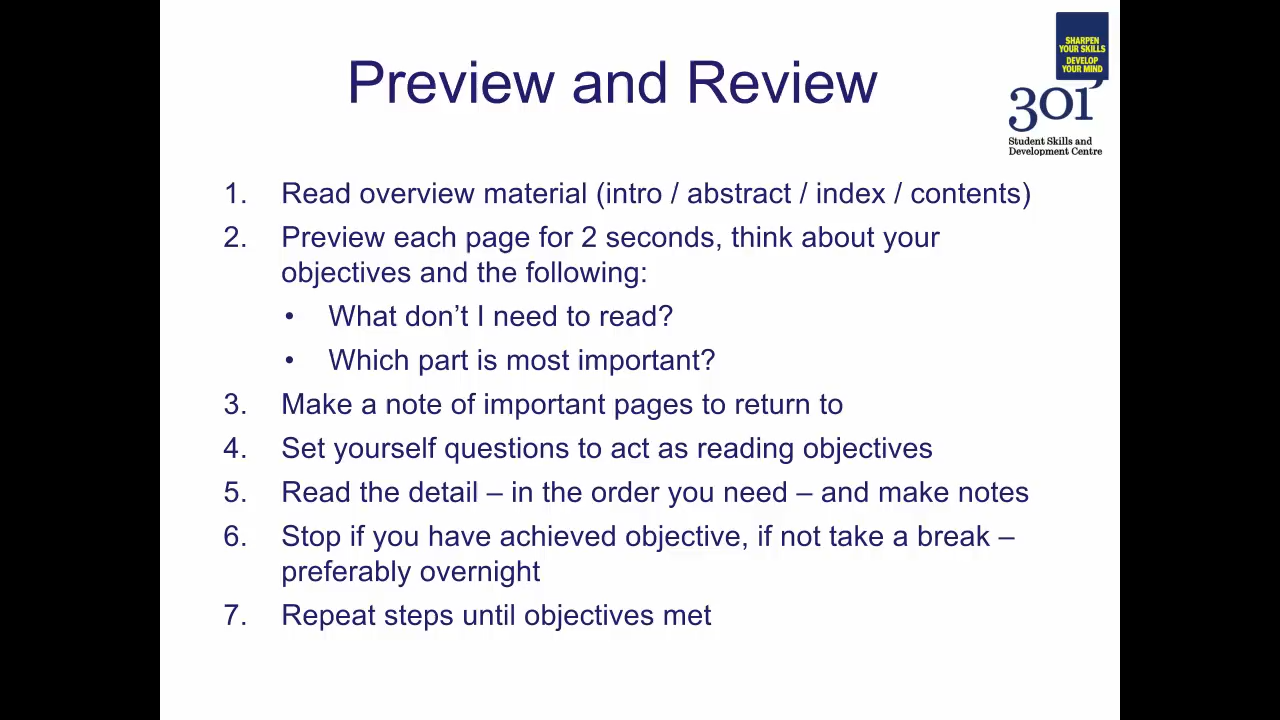 SHARPEN
YOUR SKILLS
DEVELOP
YOUR MIND
301
Student Skills and
Development Centre
Preview and Review
1. Read overview material (intro / abstract / index / contents)
2. Preview each page for 2 seconds, think about your
objectives and the following:
• What don’t I need to read?
• Which part is most important?
3. Make a note of important pages to return to
4. Set yourself questions to act as reading objectives
5. Read the detail – in the order you need – and make notes
6. Stop if you have achieved objective, if not take a break –
preferably overnight
7. Repeat steps until objectives met